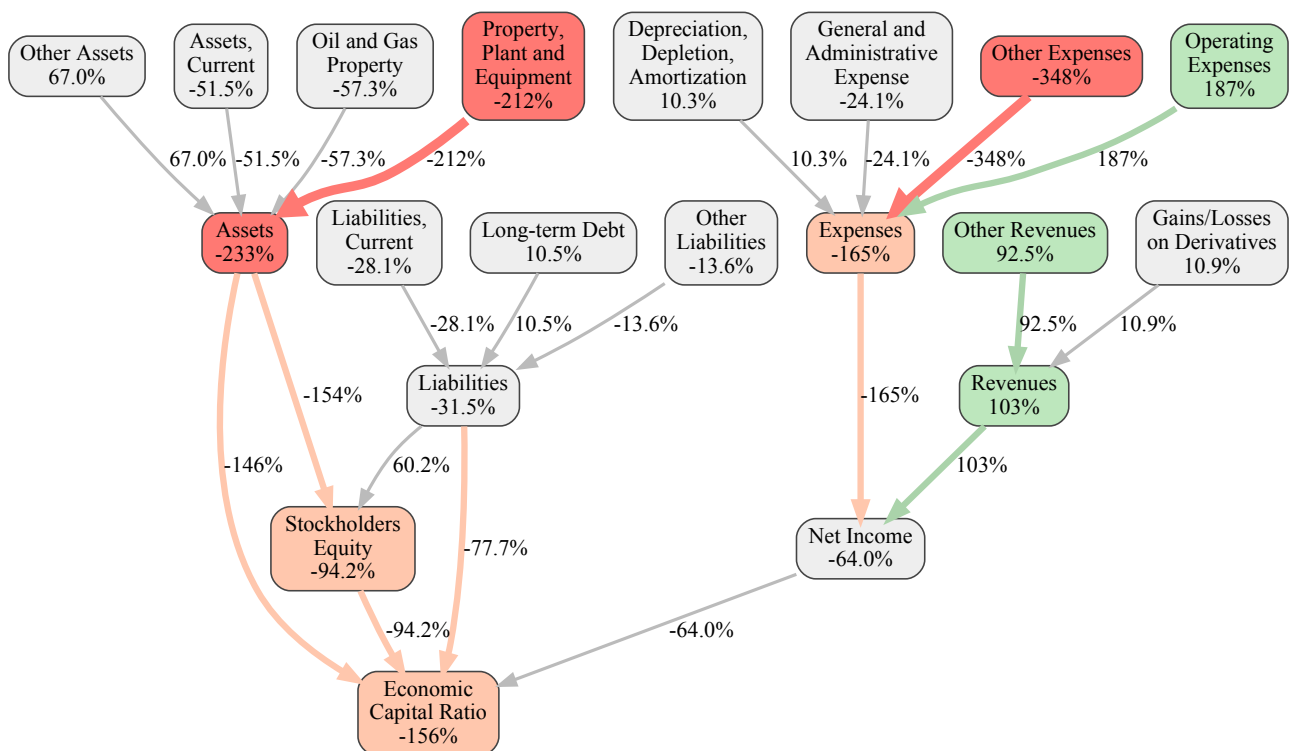 Other Assets
67.0%
Assets,
Current
-51.5%
Oil and Gas
Property
-57.3%
Property,
Plant and
Equipment
-212%
Depreciation,
Depletion,
Amortization
10.3%
General and
Administrative
Expense
-24.1%
Other Expenses
-348%
Operating
Expenses
187%
67.0%
-51.5%
-57.3%
-212%
10.3%
-24.1%
-348%
187%
Assets
-233%
Liabilities,
Current
-28.1%
Long-term Debt
10.5%
Other
Liabilities
-13.6%
Expenses
-165%
Other Revenues
92.5%
Gains/Losses
on Derivatives
10.9%
-28.1%
10.5%
-13.6%
92.5%
10.9%
-154%
Liabilities
-31.5%
-165%
Revenues
103%
-146%
60.2%
103%
Stockholders
Equity
-94.2%
-77.7%
Net Income
-64.0%
-94.2%
-64.0%
Economic
Capital Ratio
-156%